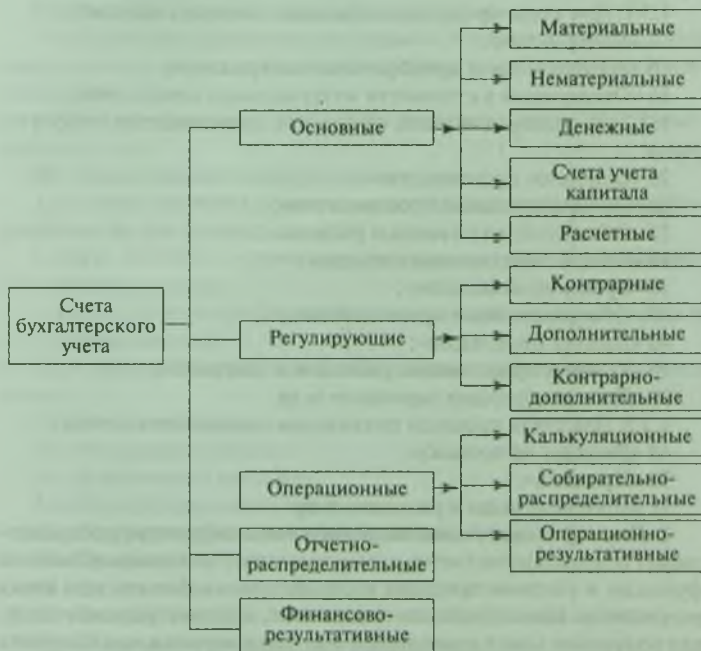 Счета
бухгалтерского
учета
Основные
Материальные
Нематериальные
Денежные
Счета учета
капитала
Расчетные
Регулирующие
Контрарные
Дополнительные
Контрарно-
дополнительные
Операционные
Калькуляционные
Собирательно-
распределительные
Операционно-
результативные
Отчетно-
распределительные
Финансово-
результативные